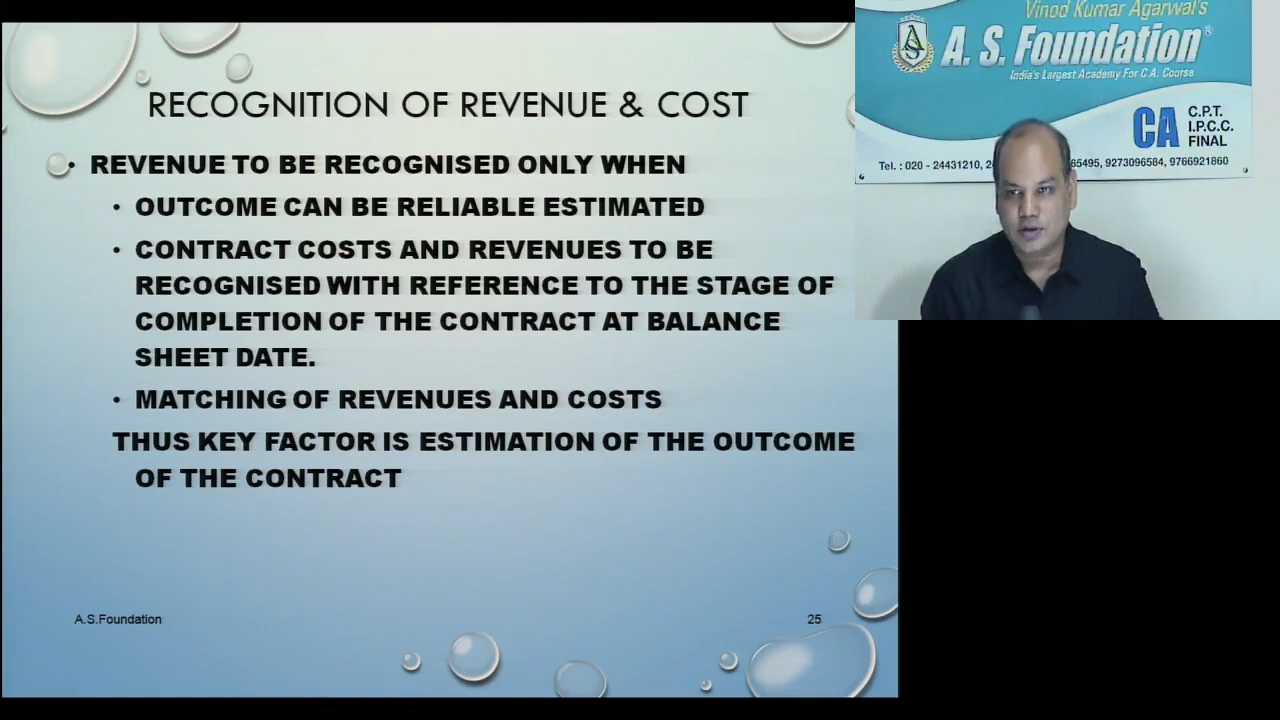 RECOGNITION OF REVENUE & COST
• REVENUE TO BE RECOGNISED ONLY WHEN
• OUTCOME CAN BE RELIABLE ESTIMATED
• CONTRACT COSTS AND REVENUES TO BE
RECOGNISED WITH REFERENCE TO THE STAGE OF
COMPLETION OF THE CONTRACT AT BALANCE
SHEET DATE.
• MATCHING OF REVENUES AND COSTS
THUS KEY FACTOR IS ESTIMATION OF THE OUTCOME
OF THE CONTRACT
A.S.Foundation
25
Vinod Kumar Agarwal's
A. S. Foundation®
India's Largest Academy For C.A. Course
CA
C.P.T.
I.P.C.C.
FINAL
Tel. : 020 - 24431210, 9273096584, 9766921860